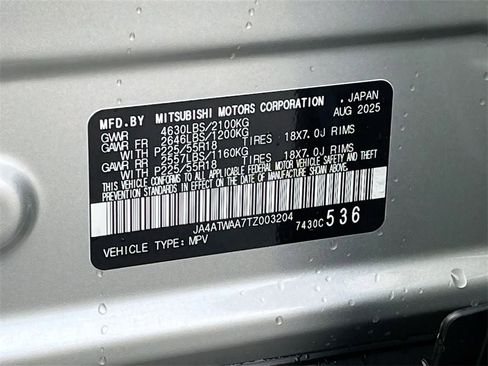 MFD.BY MITSUBISHI MOTORS CORPORATION , JAPAN
GVWR 4630LBS/2100KG AUG 2025
GAWR FR 2646LBS/1200KG
WITH P225/55R18 TIRES 18X7.0J RIMS
GAWR RR 2557LBS/1160KG
WITH P225/55R18 TIRES 18X7.0J RIMS
THIS VEHICLE CONFORMS TO ALL APPLICABLE FEDERAL MOTOR VEHICLE SAFETY AND THEFT
PREVENTION STANDARDS IN EFFECT ON THE DATE OF MANUFACTURE SHOWN ABOVE.
JA4ATWAA7TZ003204 7430C 536
VEHICLE TYPE: MPV